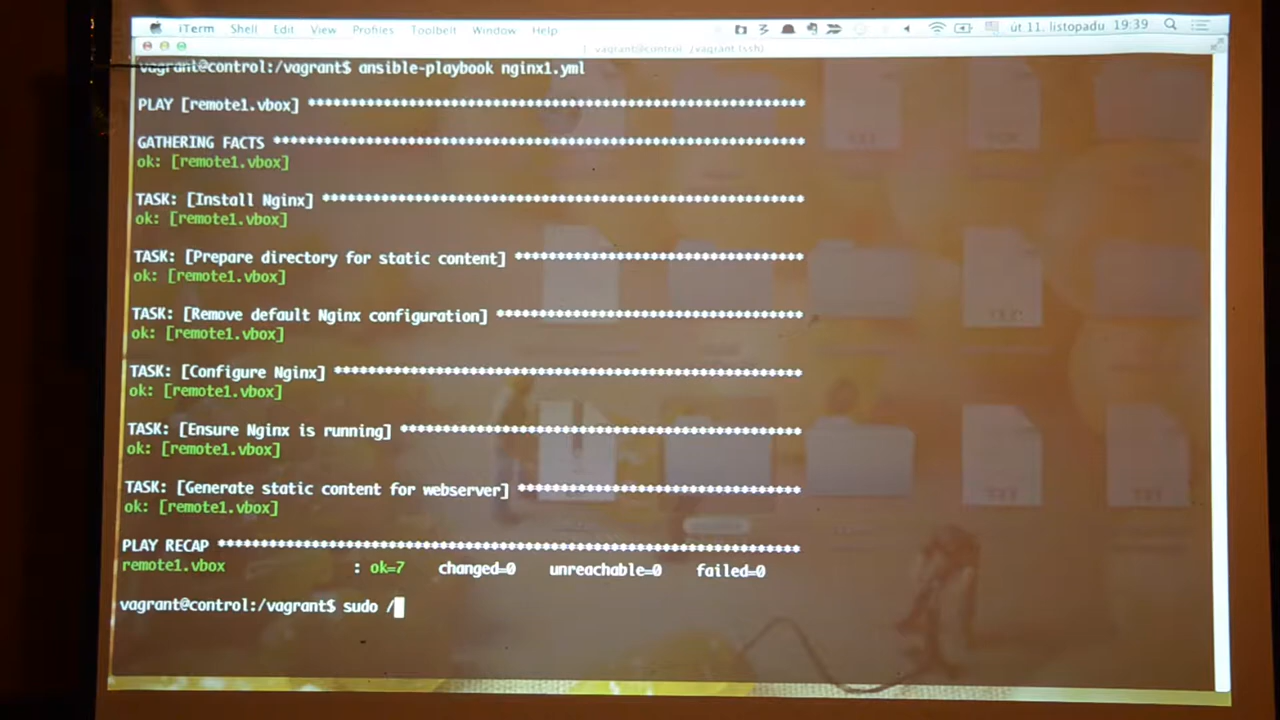 iTerm Shell Edit View Profiles Toolbelt Window Help út 11. listopadu 19:39
vagrant@control: /vagrant (ssh)
vagrant@control:/vagrant$ ansible-playbook nginx1.yml
PLAY [remote1.vbox] *********************************************************
GATHERING FACTS *************************************************************
ok: [remote1.vbox]
TASK: [Install Nginx] *******************************************************
ok: [remote1.vbox]
TASK: [Prepare directory for static content] ********************************
ok: [remote1.vbox]
TASK: [Remove default Nginx configuration] **********************************
ok: [remote1.vbox]
TASK: [Configure Nginx] *****************************************************
ok: [remote1.vbox]
TASK: [Ensure Nginx is running] *********************************************
ok: [remote1.vbox]
TASK: [Generate static content for webserver] *******************************
ok: [remote1.vbox]
PLAY RECAP ******************************************************************
remote1.vbox : ok=7 changed=0 unreachable=0 failed=0
vagrant@control:/vagrant$ sudo /